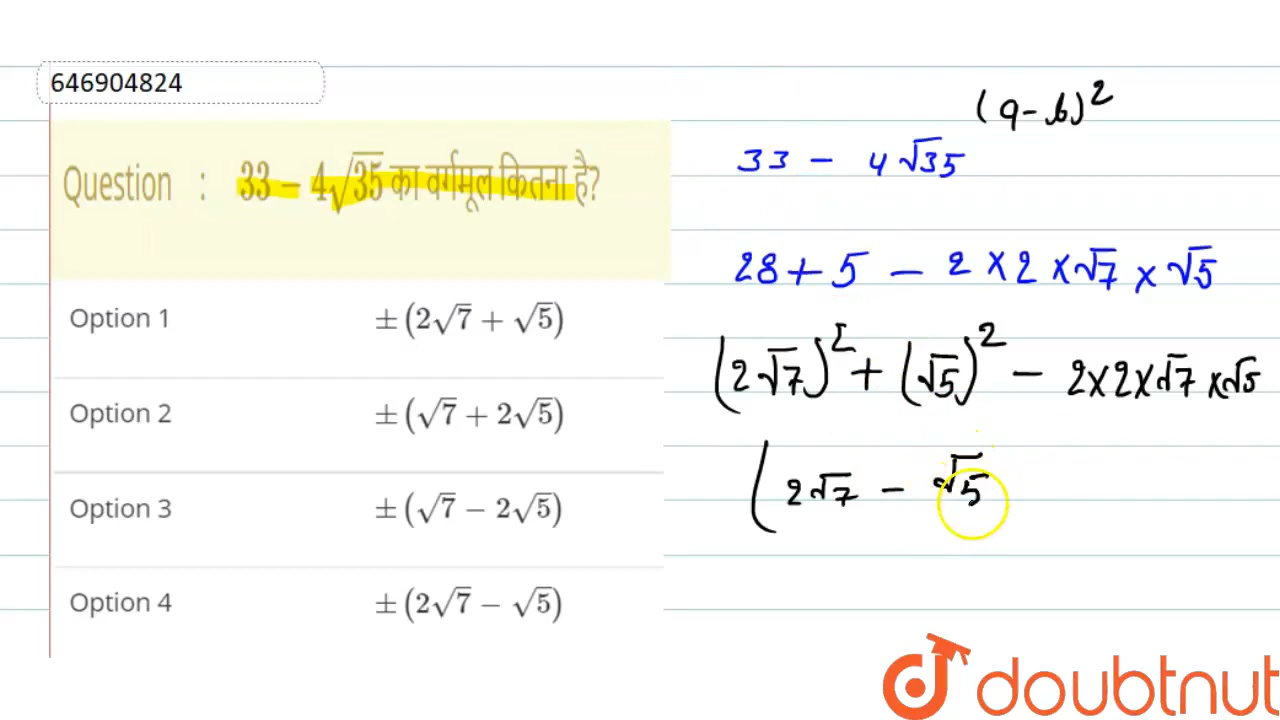 646904824
Question : 33 - 4√35 का वर्गमूल कितना है?
Option 1 ± (2√7 + √5)
Option 2 ± (√7 + 2√5)
Option 3 ± (√7 - 2√5)
Option 4 ± (2√7 - √5)
(a-b)²
33 - 4√35
28 + 5 - 2 × 2 × √7 × √5
(2√7)² + (√5)² - 2×2×√7×√5
(2√7 - √5
doubtnut